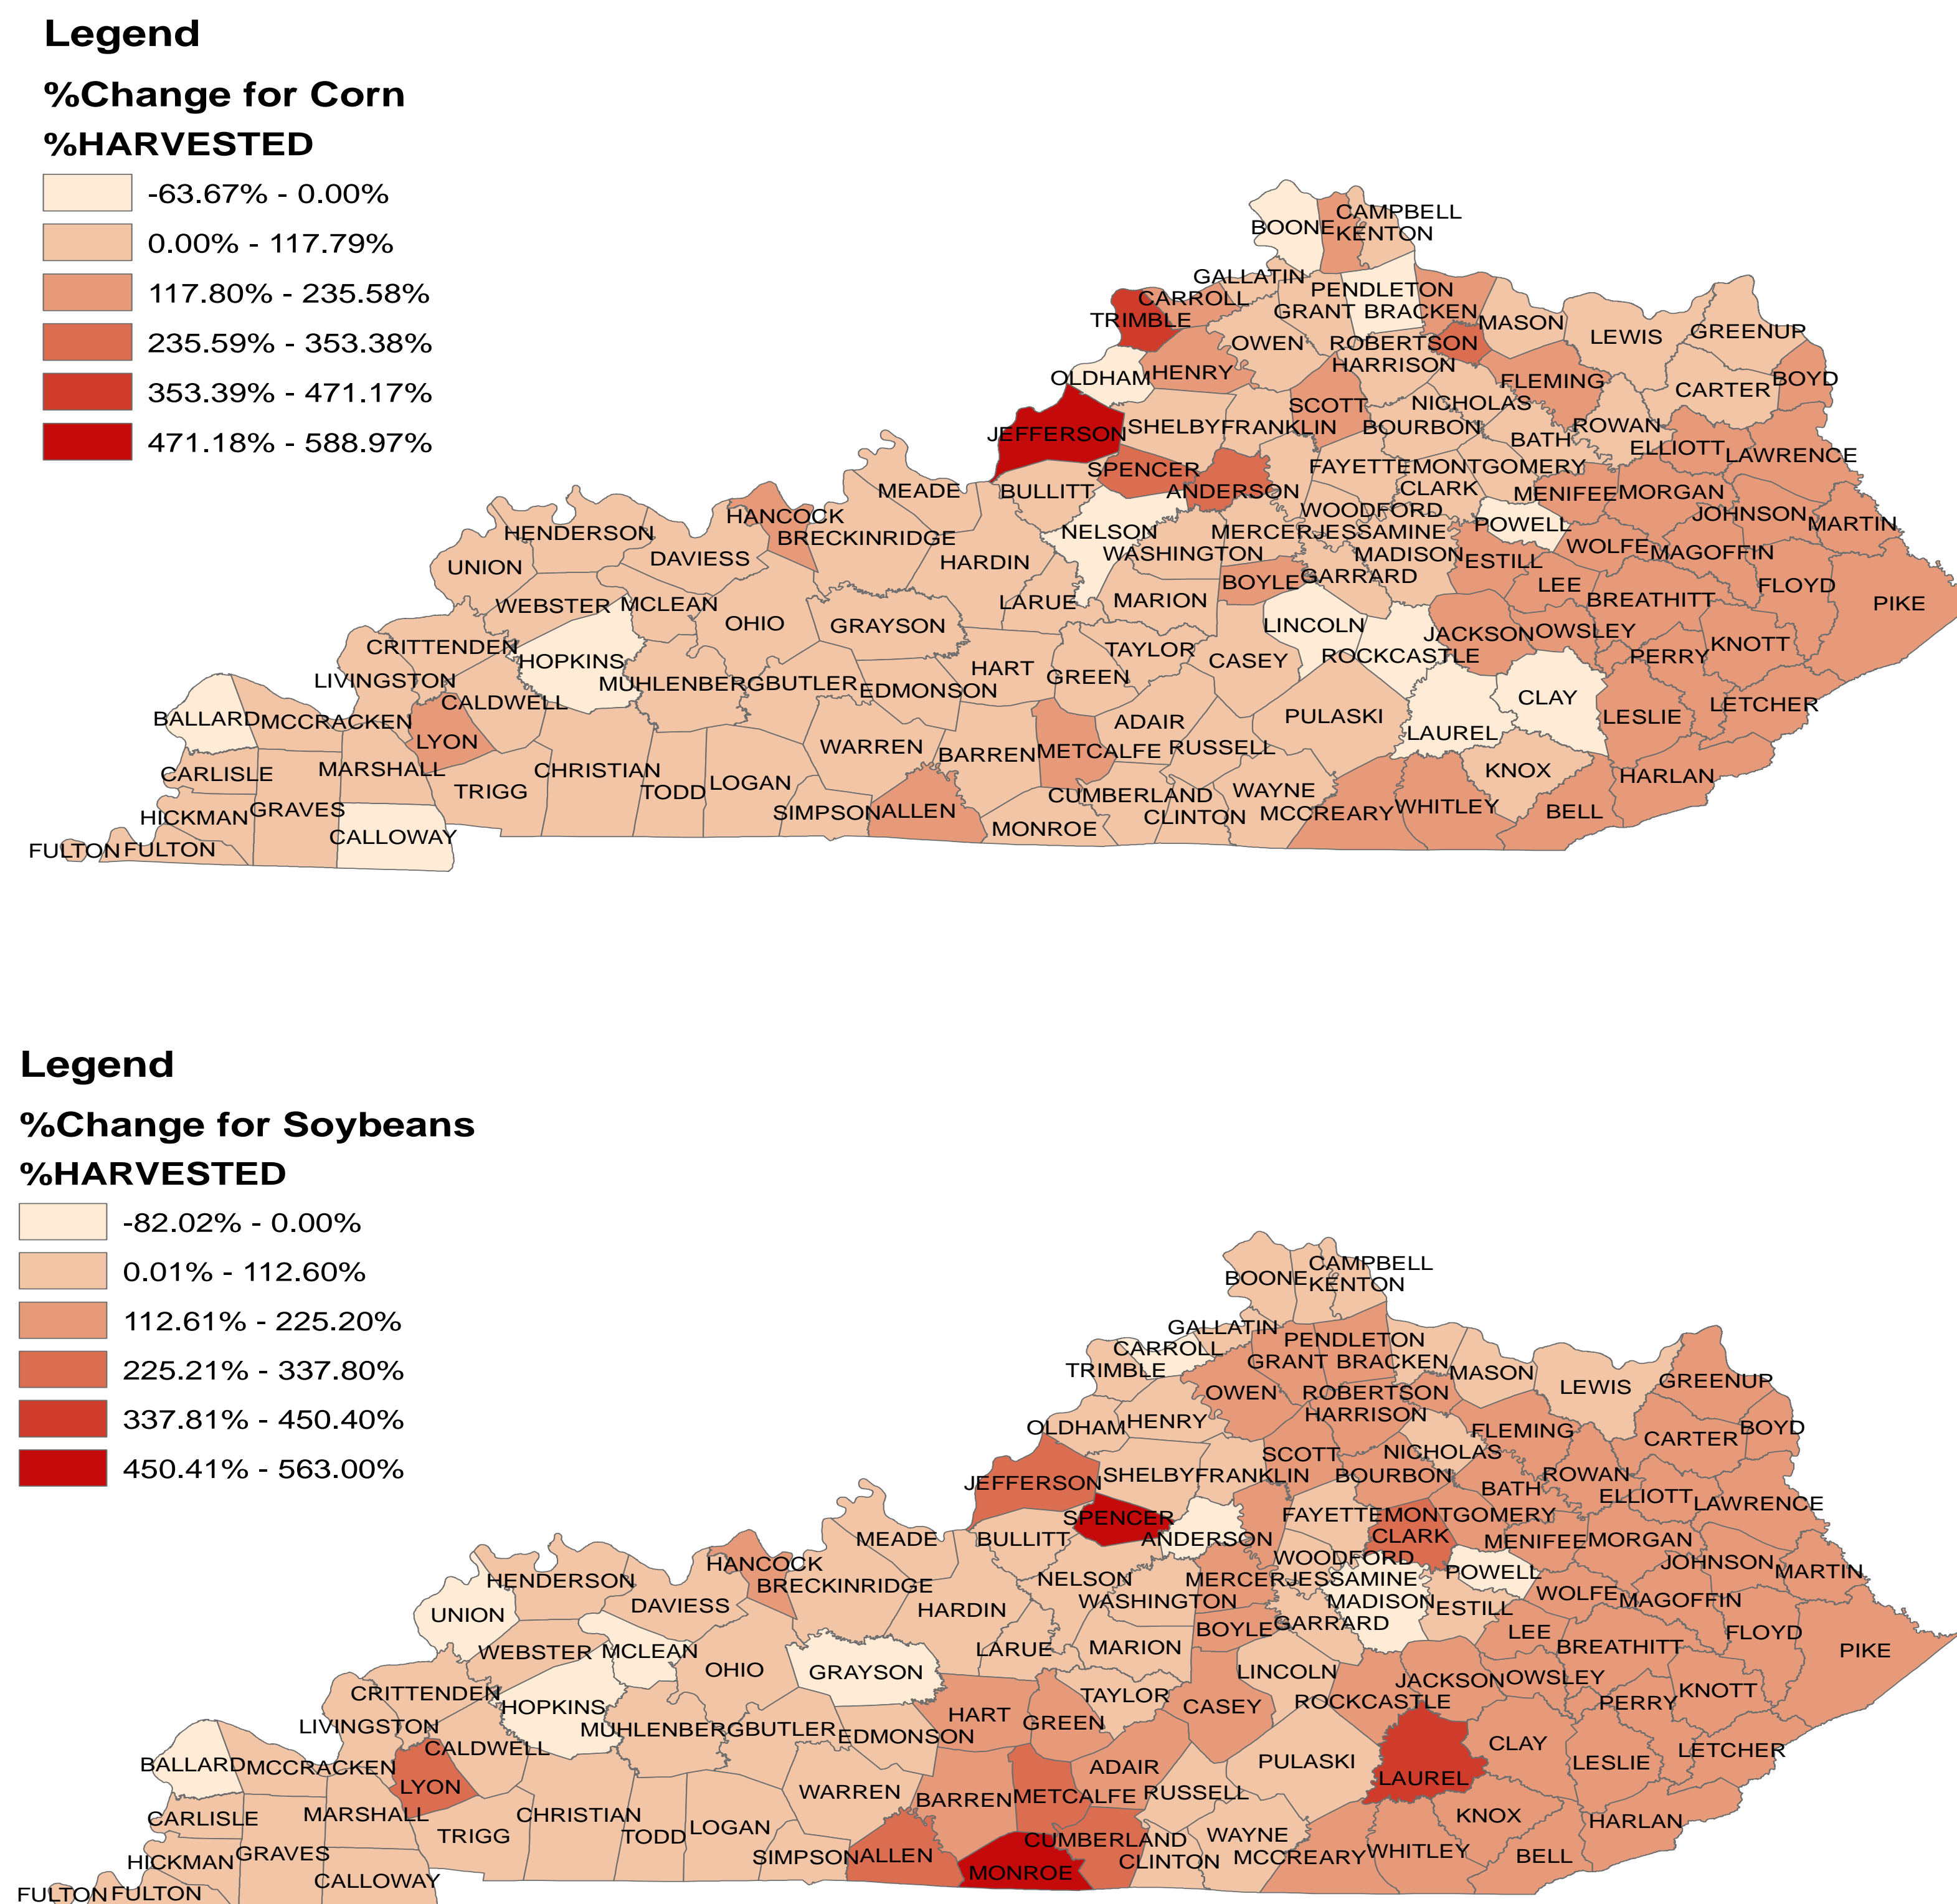 Legend
%Change for Corn
%HARVESTED
-63.67% - 0.00%
0.00% - 117.79%
117.80% - 235.58%
235.59% - 353.38%
353.39% - 471.17%
471.18% - 588.97%
CAMPBELL
BOONE KENTON
GALLATIN
CARROLL PENDLETON
TRIMBLE GRANT BRACKEN MASON
OWEN ROBERTSON LEWIS GREENUP
OLDHAM HENRY HARRISON FLEMING CARTER BOYD
SCOTT NICHOLAS
JEFFERSON SHELBY FRANKLIN BOURBON BATH ROWAN
ELLIOTT LAWRENCE
SPENCER FAYETTE MONTGOMERY
MEADE BULLITT ANDERSON CLARK MENIFEE MORGAN
HANCOCK WOODFORD JOHNSON MARTIN
HENDERSON BRECKINRIDGE NELSON MERCER JESSAMINE POWELL
DAVIESS WASHINGTON MADISON WOLFE MAGOFFIN
UNION HARDIN ESTILL
BOYLE GARRARD LEE FLOYD
WEBSTER MCLEAN LARUE MARION BREATHITT PIKE
OHIO GRAYSON LINCOLN JACKSON OWSLEY
CRITTENDEN TAYLOR ROCKCASTLE PERRY KNOTT
HOPKINS HART CASEY
LIVINGSTON MUHLENBERG BUTLER EDMONSON GREEN
CALDWELL CLAY LETCHER
BALLARD MCCRACKEN ADAIR PULASKI LESLIE
LYON WARREN BARREN METCALFE RUSSELL LAUREL
CARLISLE MARSHALL CHRISTIAN KNOX HARLAN
TRIGG TODD LOGAN CUMBERLAND WAYNE
HICKMAN GRAVES SIMPSON ALLEN CLINTON MCCREARY WHITLEY BELL
CALLOWAY MONROE
FULTON FULTON
Legend
%Change for Soybeans
%HARVESTED
-82.02% - 0.00%
0.01% - 112.60%
112.61% - 225.20%
225.21% - 337.80%
337.81% - 450.40%
450.41% - 563.00%
CAMPBELL
BOONE KENTON
GALLATIN
CARROLL PENDLETON
TRIMBLE GRANT BRACKEN MASON
OWEN ROBERTSON LEWIS GREENUP
OLDHAM HENRY HARRISON FLEMING CARTER BOYD
SCOTT NICHOLAS
JEFFERSON SHELBY FRANKLIN BOURBON BATH ROWAN
ELLIOTT LAWRENCE
SPENCER FAYETTE MONTGOMERY
MEADE BULLITT ANDERSON CLARK MENIFEE MORGAN
HANCOCK WOODFORD JOHNSON MARTIN
HENDERSON BRECKINRIDGE NELSON MERCER JESSAMINE POWELL
DAVIESS WASHINGTON MADISON WOLFE MAGOFFIN
UNION HARDIN ESTILL
BOYLE GARRARD LEE FLOYD
WEBSTER MCLEAN LARUE MARION BREATHITT PIKE
OHIO GRAYSON LINCOLN JACKSON OWSLEY
CRITTENDEN TAYLOR ROCKCASTLE PERRY KNOTT
HOPKINS HART CASEY
LIVINGSTON MUHLENBERG BUTLER EDMONSON GREEN
CALDWELL CLAY LETCHER
BALLARD MCCRACKEN ADAIR PULASKI LESLIE
LYON WARREN BARREN METCALFE RUSSELL LAUREL
CARLISLE MARSHALL CHRISTIAN KNOX HARLAN
TRIGG TODD LOGAN CUMBERLAND WAYNE
HICKMAN GRAVES SIMPSON ALLEN CLINTON MCCREARY WHITLEY BELL
CALLOWAY MONROE
FULTON FULTON